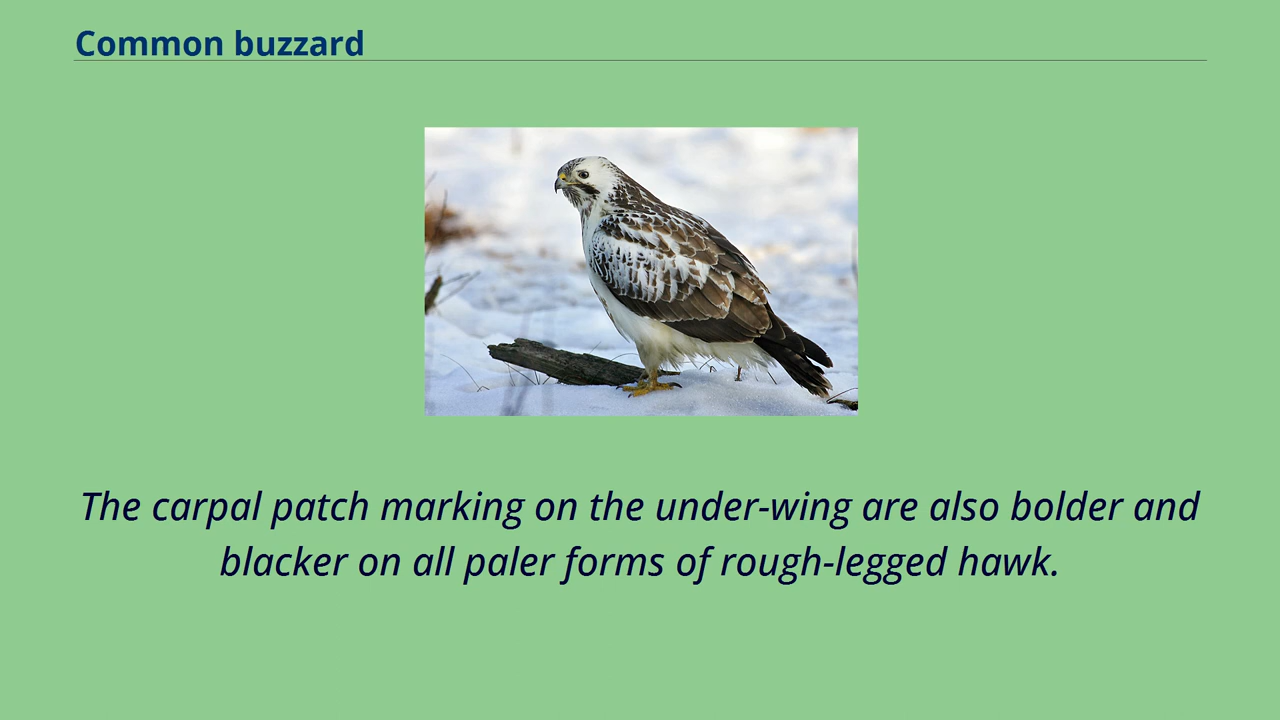 Common buzzard
The carpal patch marking on the under-wing are also bolder and
blacker on all paler forms of rough-legged hawk.